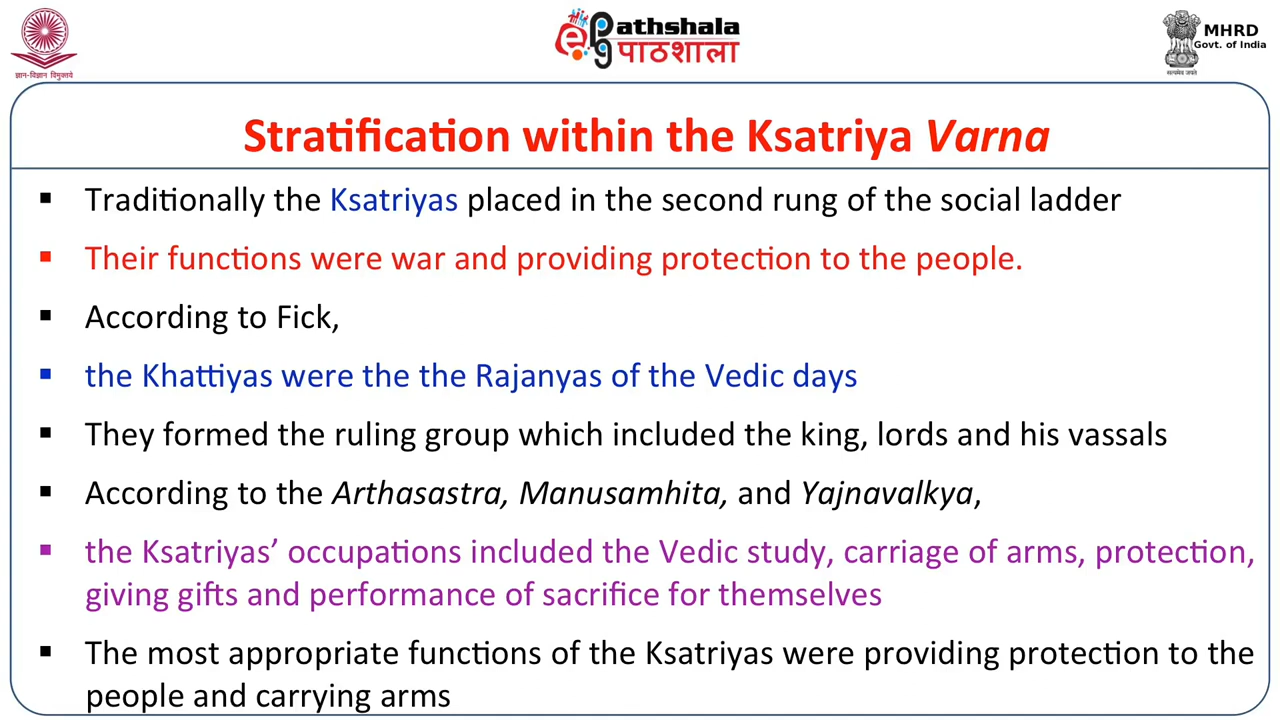 ज्ञान-विज्ञान विमुक्तये
ePg
athshala
पाठशाला
MHRD
Govt. of India
सत्यमेव जयते
Stratification within the Ksatriya Varna
▪ Traditionally the Ksatriyas placed in the second rung of the social ladder
▪ Their functions were war and providing protection to the people.
▪ According to Fick,
▪ the Khattiyas were the the Rajanyas of the Vedic days
▪ They formed the ruling group which included the king, lords and his vassals
▪ According to the Arthasastra, Manusamhita, and Yajnavalkya,
▪ the Ksatriyas’ occupations included the Vedic study, carriage of arms, protection,
giving gifts and performance of sacrifice for themselves
▪ The most appropriate functions of the Ksatriyas were providing protection to the
people and carrying arms